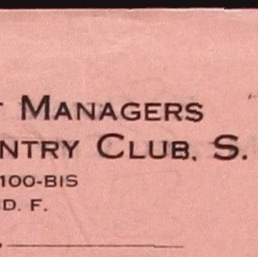 MANAGERS
NTRY CLUB, S.
100-BIS
D. F.